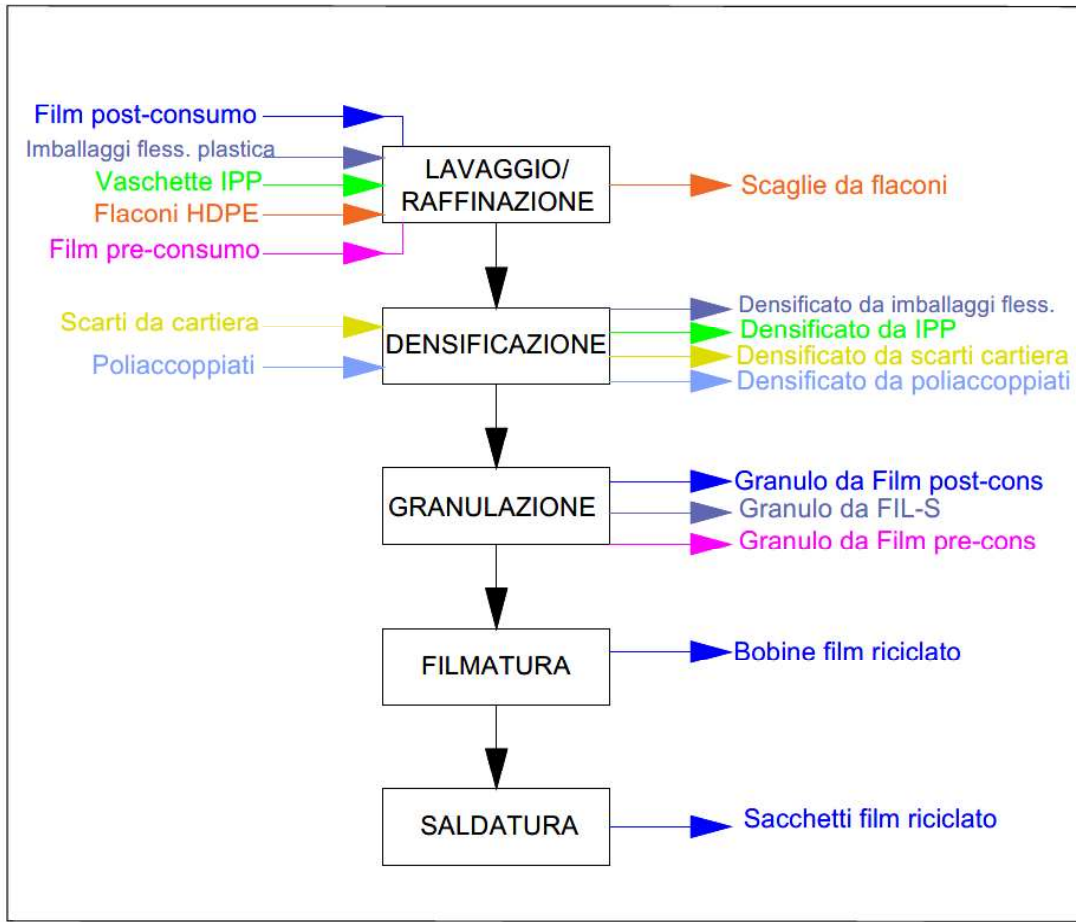 Film post-consumo
Imballaggi fless. plastica
Vaschette IPP
Flaconi HDPE
Film pre-consumo
LAVAGGIO/
RAFFINAZIONE
Scaglie da flaconi
Scarti da cartiera
Poliaccoppiati
DENSIFICAZIONE
Densificato da imballaggi fless.
Densificato da IPP
Densificato da scarti cartiera
Densificato da poliaccoppiati
GRANULAZIONE
Granulo da Film post-cons
Granulo da FIL-S
Granulo da Film pre-cons
FILMATURA
Bobine film riciclato
SALDATURA
Sacchetti film riciclato